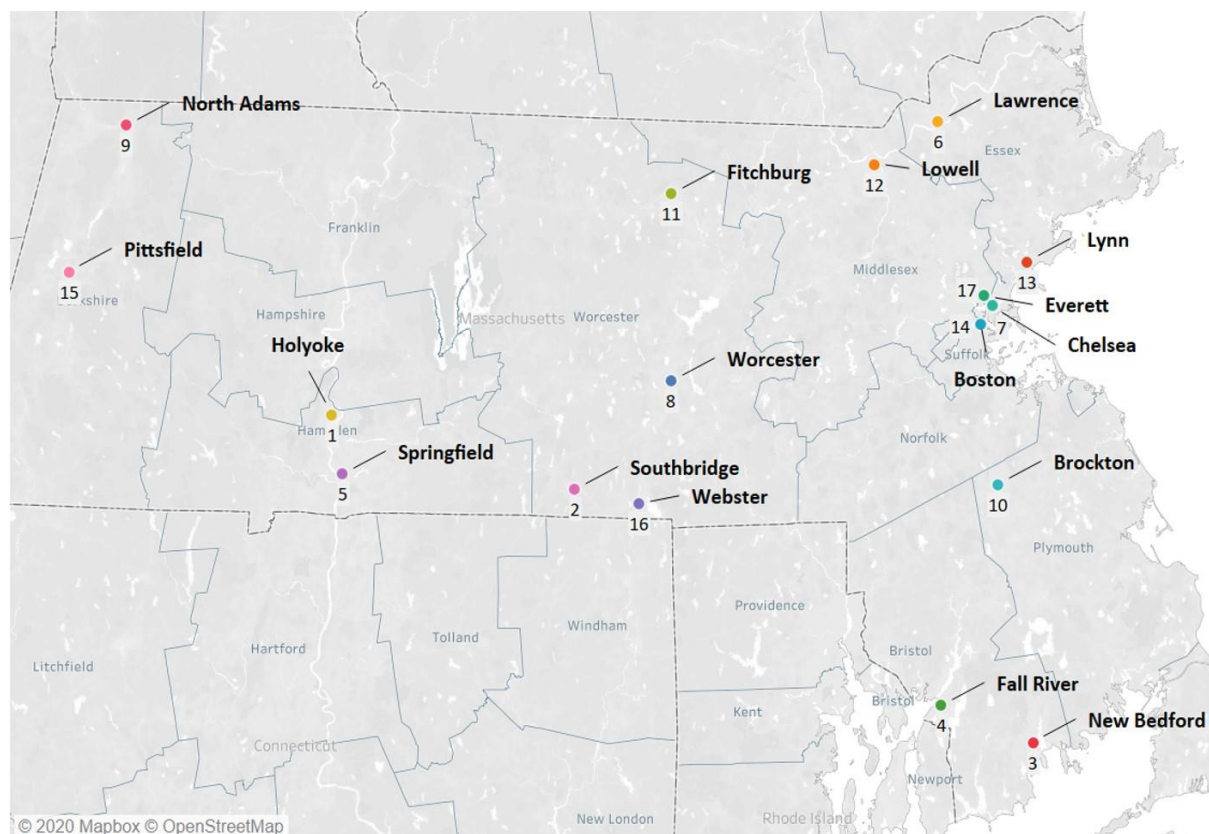 North Adams
9
Lawrence
6
Essex
Lowell
12
Fitchburg
11
Franklin
Pittsfield
15
Lynn
13
Middlesex
17
Everett
7
Chelsea
14
Suffolk
Boston
Hampshire
Massachusetts
Worcester
Holyoke
1
Worcester
8
Norfolk
Springfield
5
Southbridge
2
Webster
16
Brockton
10
Plymouth
Providence
Windham
Hartford
Tolland
Litchfield
Bristol
Fall River
4
Bristol
Kent
New Bedford
3
Connecticut
Newport
New London
Rhode Island
© 2020 Mapbox © OpenStreetMap